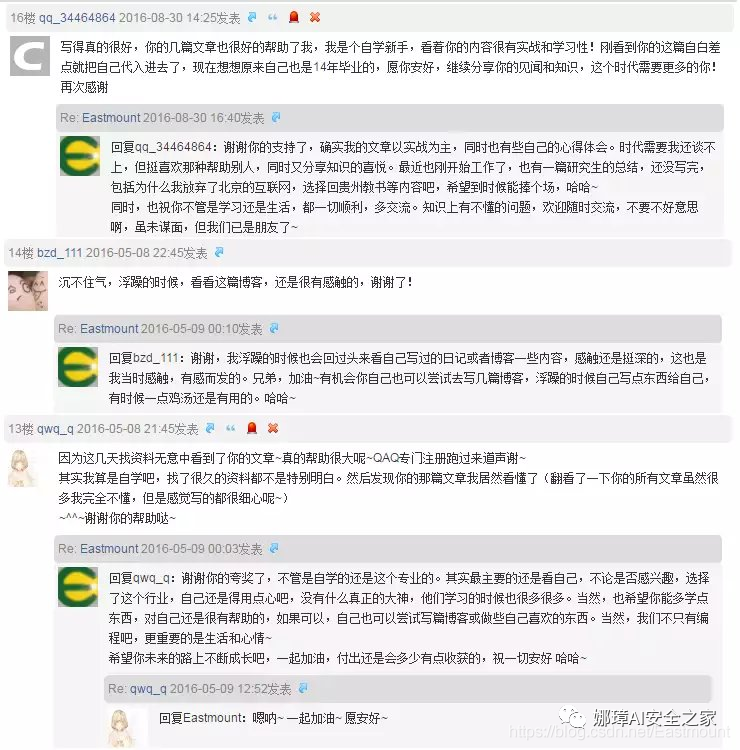 16楼 qq_34464864 2016-08-30 14:25发表
写得真的很好，你的几篇文章也很好的帮助了我，我是个自学新手，看着你的内容很有实战和学习性！刚看到你的这篇自白差
点就把自己代入进去了，现在想想原来自己也是14年毕业的，愿你安好，继续分享你的见闻和知识，这个时代需要更多的你！
再次感谢
Re: Eastmount 2016-08-30 16:40发表
回复qq_34464864：谢谢你的支持了，确实我的文章以实战为主，同时也有些自己的心得体会。时代需要我还谈不
上，但挺喜欢那种帮助别人，同时又分享知识的喜悦。最近也刚开始工作了，也有一篇研究生的总结，还没写完，
包括为什么我放弃了北京的互联网，选择回贵州教书等内容吧，希望到时候能捧个场，哈哈~
同时，也祝你不管是学习还是生活，都一切顺利，多交流。知识上有不懂的问题，欢迎随时交流，不要不好意思
啊，虽未谋面，但我们已是朋友了~
14楼 bzd_111 2016-05-08 22:45发表
沉不住气，浮躁的时候，看看这篇博客，还是很有感触的，谢谢了！
Re: Eastmount 2016-05-09 00:10发表
回复bzd_111：谢谢，我浮躁的时候也会回过头来看自己写过的日记或者博客一些内容，感触还是挺深的，这也是
我当时感触，有感而发的。兄弟，加油~有机会你自己也可以尝试去写几篇博客，浮躁的时候自己写点东西给自己，
有时候一点鸡汤还是有用的。哈哈~
13楼 qwq_q 2016-05-08 21:45发表
因为这几天找资料无意中看到了你的文章~真的帮助很大呢~QAQ专门注册跑过来道声谢~
其实我算是自学吧，找了很久的资料都不是特别明白。然后发现你的那篇文章我居然看懂了（翻看了一下你的所有文章虽然很
多我完全不懂，但是感觉写的都很细心呢~）
~^^~谢谢你的帮助哒~
Re: Eastmount 2016-05-09 00:03发表
回复qwq_q：谢谢你的夸奖了，不管是自学的还是这个专业的。其实最主要的还是看自己，不论是否感兴趣，选择
了这个行业，自己还是得用点心吧，没有什么真正的大神，他们学习的时候也很多很多。当然，也希望你能多学点
东西，对自己还是很有帮助的，如果可以，自己也可以尝试写篇博客或做些自己喜欢的东西。当然，我们不只有编
程吧，更重要的是生活和心情~
希望你未来的路上不断成长吧，一起加油，付出还是会多少有点收获的，祝一切安好 哈哈~
Re: qwq_q 2016-05-09 12:52发表
回复Eastmount：嗯呐~ 一起加油~ 愿安好~
娜璋AI安全之家
https://blog.csdn.net/Eastmount